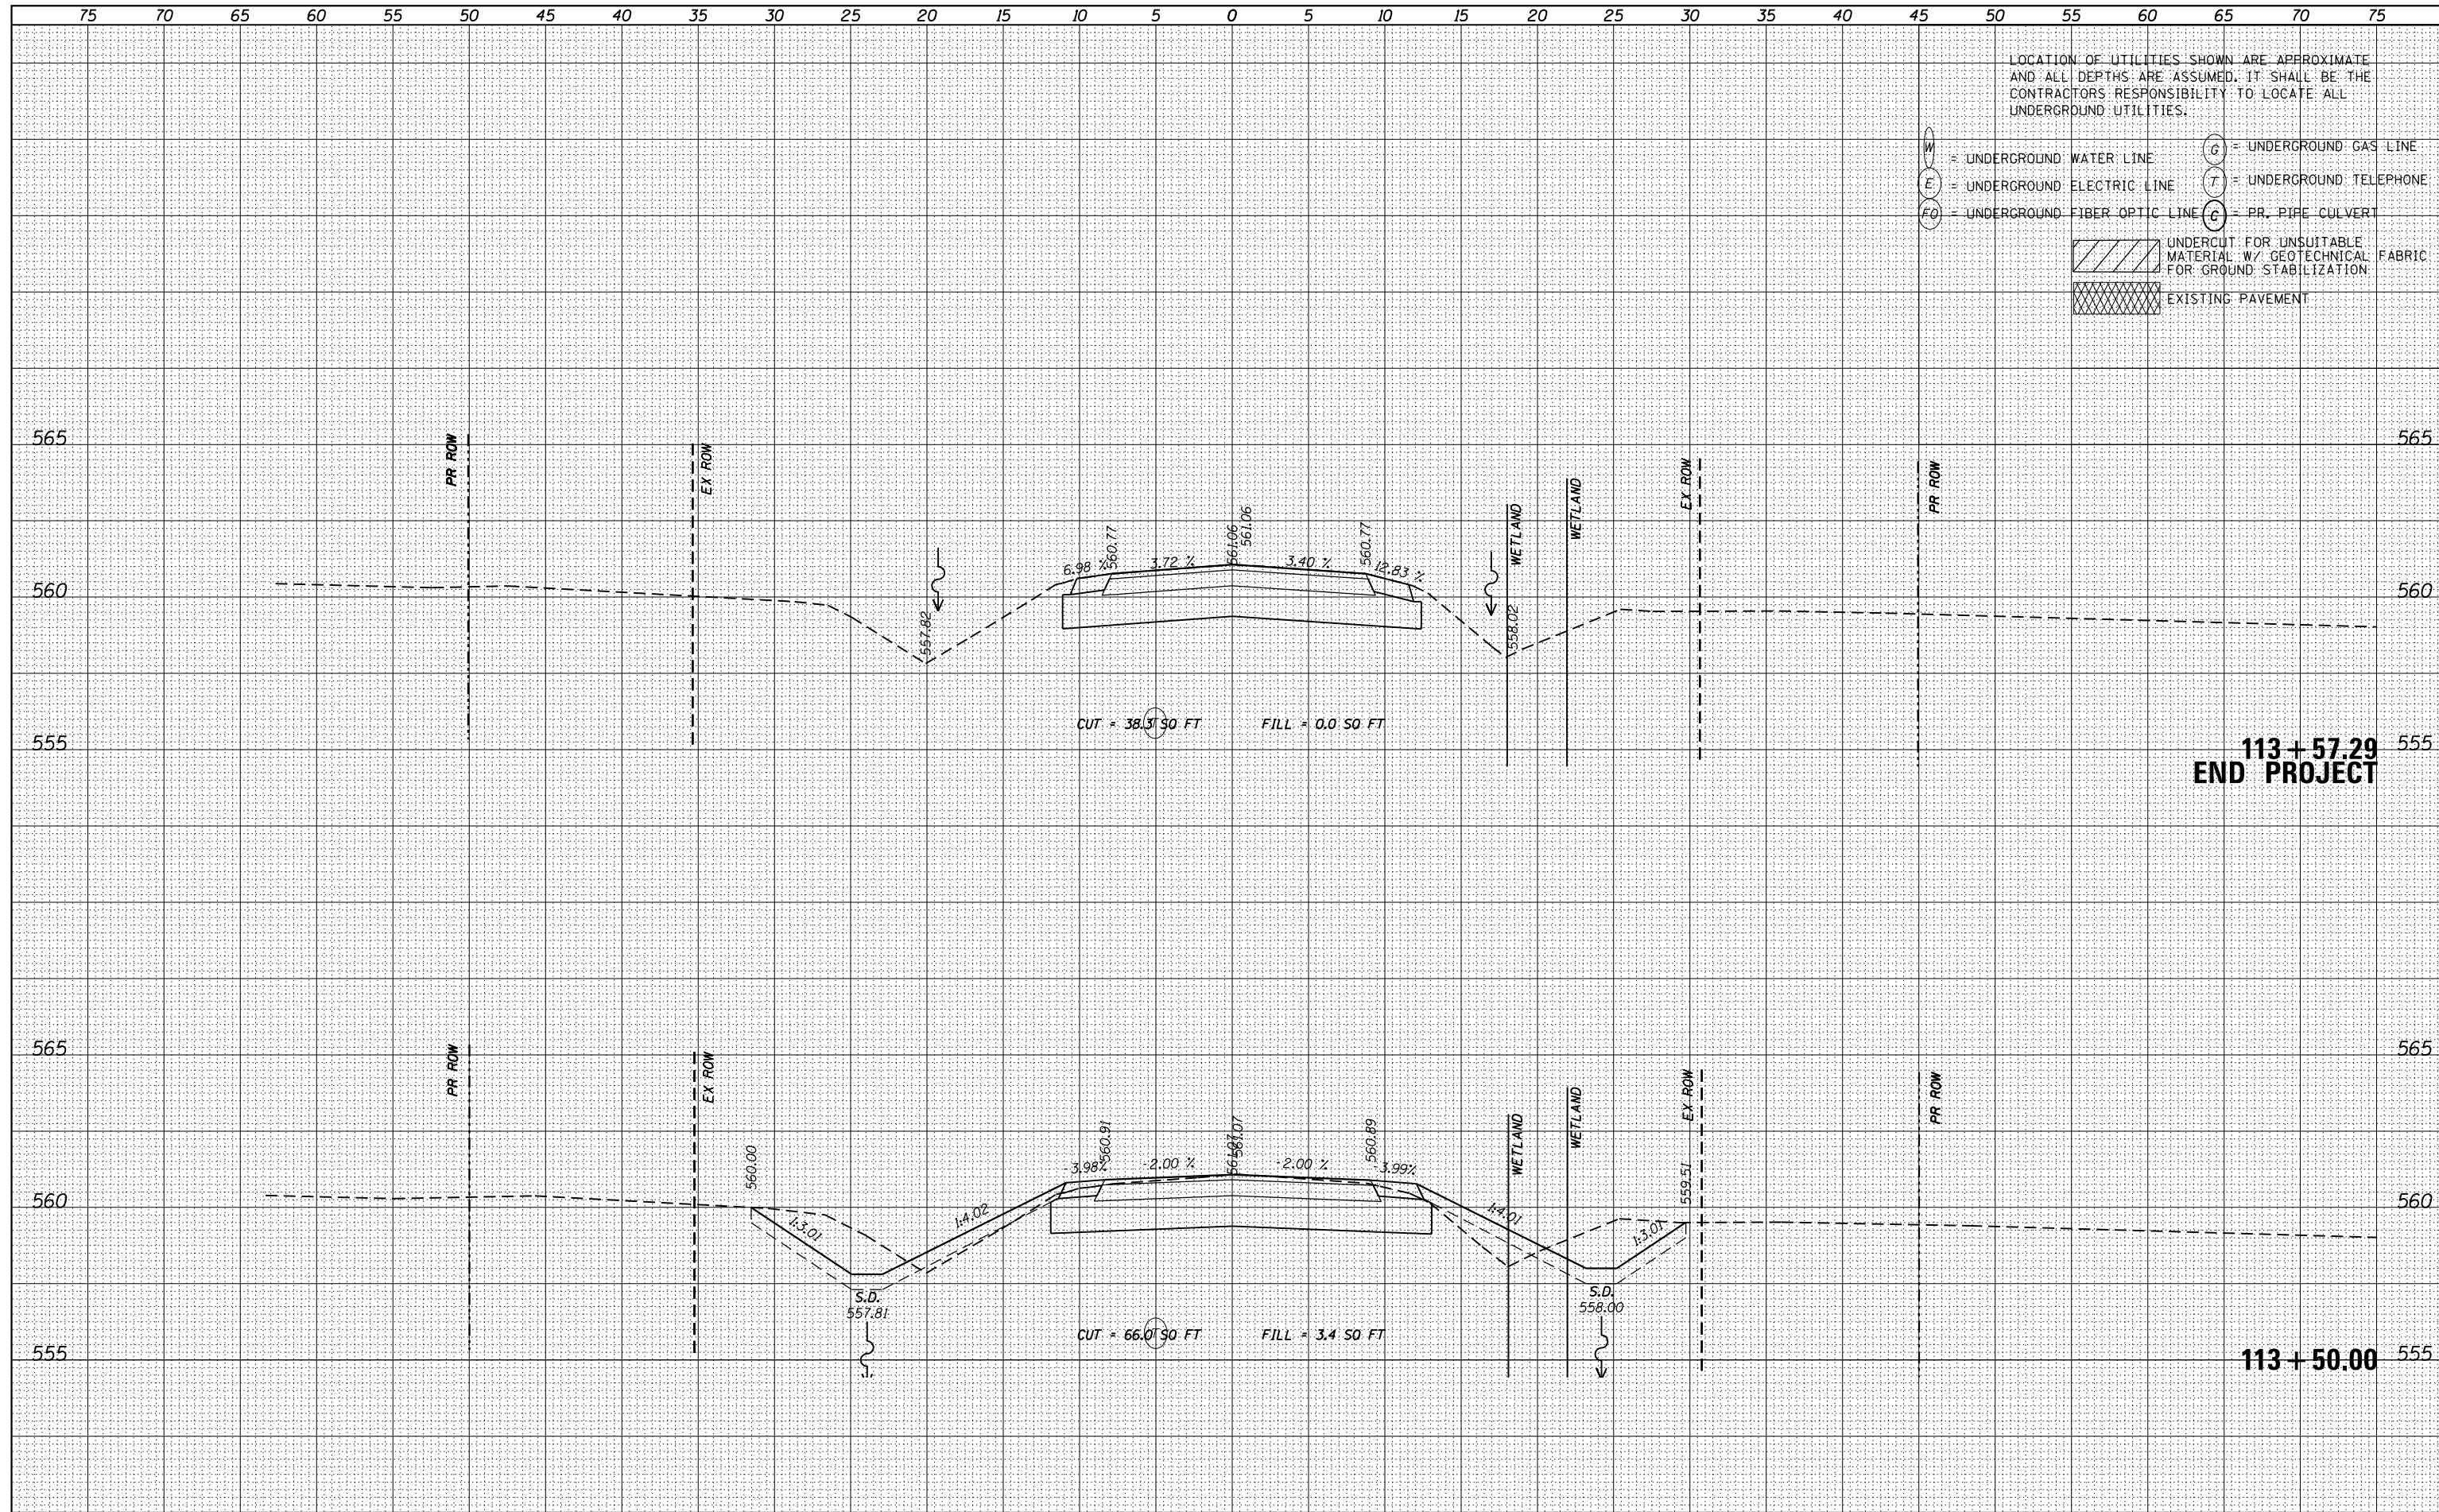 75 70 65 60 55 50 45 40 35 30 25 20 15 10 5 0 5 10 15 20 25 30 35 40 45 50 55 60 65 70 75
LOCATION OF UTILITIES SHOWN ARE APPROXIMATE
AND ALL DEPTHS ARE ASSUMED. IT SHALL BE THE
CONTRACTORS RESPONSIBILITY TO LOCATE ALL
UNDERGROUND UTILITIES.
W = UNDERGROUND WATER LINE
G = UNDERGROUND GAS LINE
E = UNDERGROUND ELECTRIC LINE
T = UNDERGROUND TELEPHONE
FO = UNDERGROUND FIBER OPTIC LINE
C = PR. PIPE CULVERT
UNDERCUT FOR UNSUITABLE
MATERIAL W/ GEOTECHNICAL FABRIC
FOR GROUND STABILIZATION
EXISTING PAVEMENT
565
PR ROW
EX ROW
EX ROW
PR ROW
565
WETLAND
WETLAND
560.77
561.06
561.06
560.77
6.98 %
3.72 %
3.40 %
12.83 %
560
560
557.82
558.02
CUT = 38.3 SQ FT
T
FILL = 0.0 SQ FT
555
555
113+57.29
END PROJECT
565
PR ROW
EX ROW
EX ROW
PR ROW
565
WETLAND
WETLAND
560.00
560.91
561.07
561.07
560.89
559.51
-3.98%
-2.00 %
-2.00 %
-3.99%
560
560
1:3.01
1:4.02
1:4.01
1:3.01
S.D.
557.81
S.D.
558.00
CUT = 66.0 SQ FT
T
FILL = 3.4 SQ FT
555
555
113+50.00